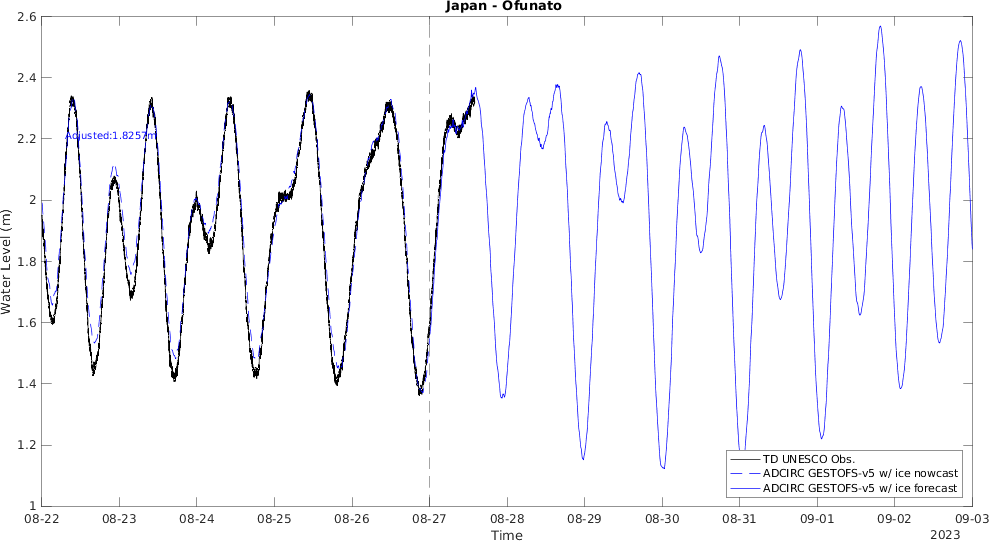 Japan - Ofunato
2.6
2.4
2.2
2
1.8
1.6
1.4
1.2
1
Water Level (m)
Adjusted:1.8257m
TD UNESCO Obs.
ADCIRC GESTOFS-v5 w/ ice nowcast
ADCIRC GESTOFS-v5 w/ ice forecast
08-22 08-23 08-24 08-25 08-26 08-27 08-28 08-29 08-30 08-31 09-01 09-02 09-03
Time
2023